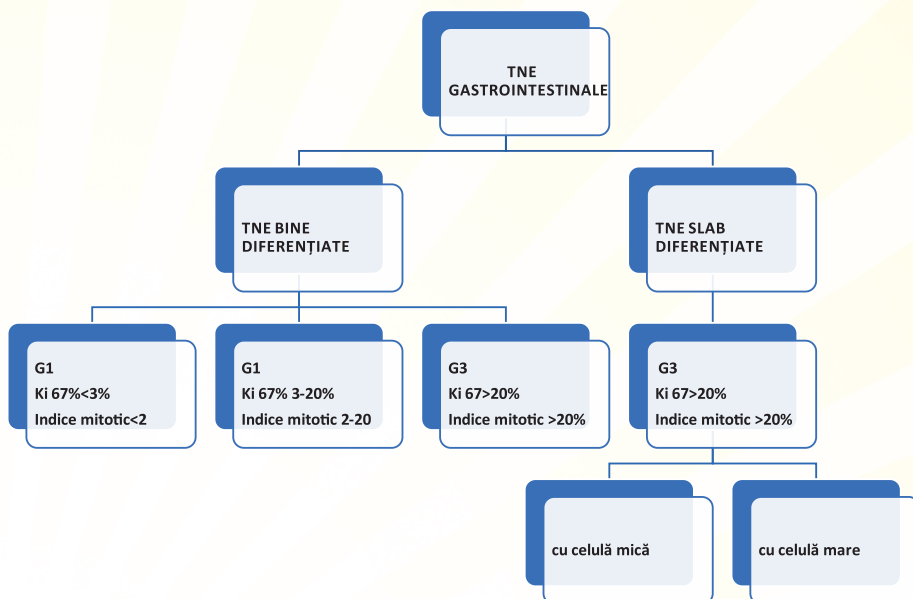 TNE
GASTROINTESTINALE
TNE BINE
DIFERENȚIATE
TNE SLAB
DIFERENȚIATE
G1
Ki 67%<3%
Indice mitotic<2
G1
Ki 67% 3-20%
Indice mitotic 2-20
G3
Ki 67>20%
Indice mitotic >20%
G3
Ki 67>20%
Indice mitotic >20%
cu celulă mică
cu celulă mare